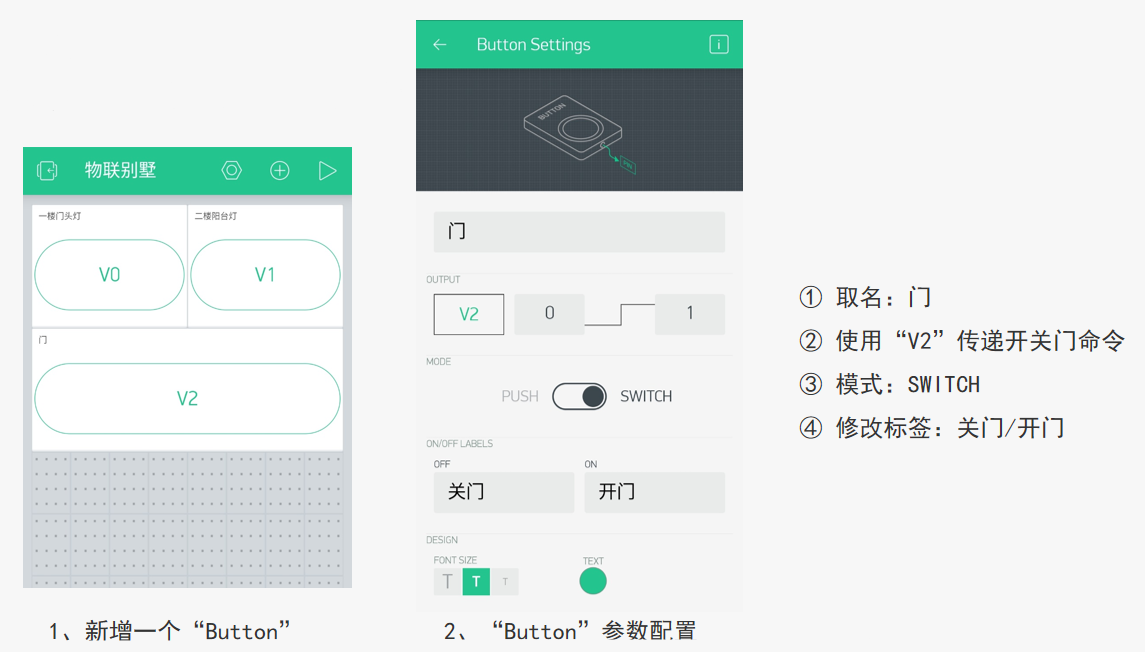 物联别墅
一楼门头灯
二楼阳台灯
V0
V1
门
V2
1、新增一个“Button”
Button Settings
i
BUTTON
PIN
门
OUTPUT
V2
0
1
MODE
PUSH
SWITCH
ON/OFF LABELS
OFF
ON
关门
开门
DESIGN
FONT SIZE
TEXT
T
T
T
2、“Button”参数配置
① 取名：门
② 使用“V2”传递开关门命令
③ 模式：SWITCH
④ 修改标签：关门/开门